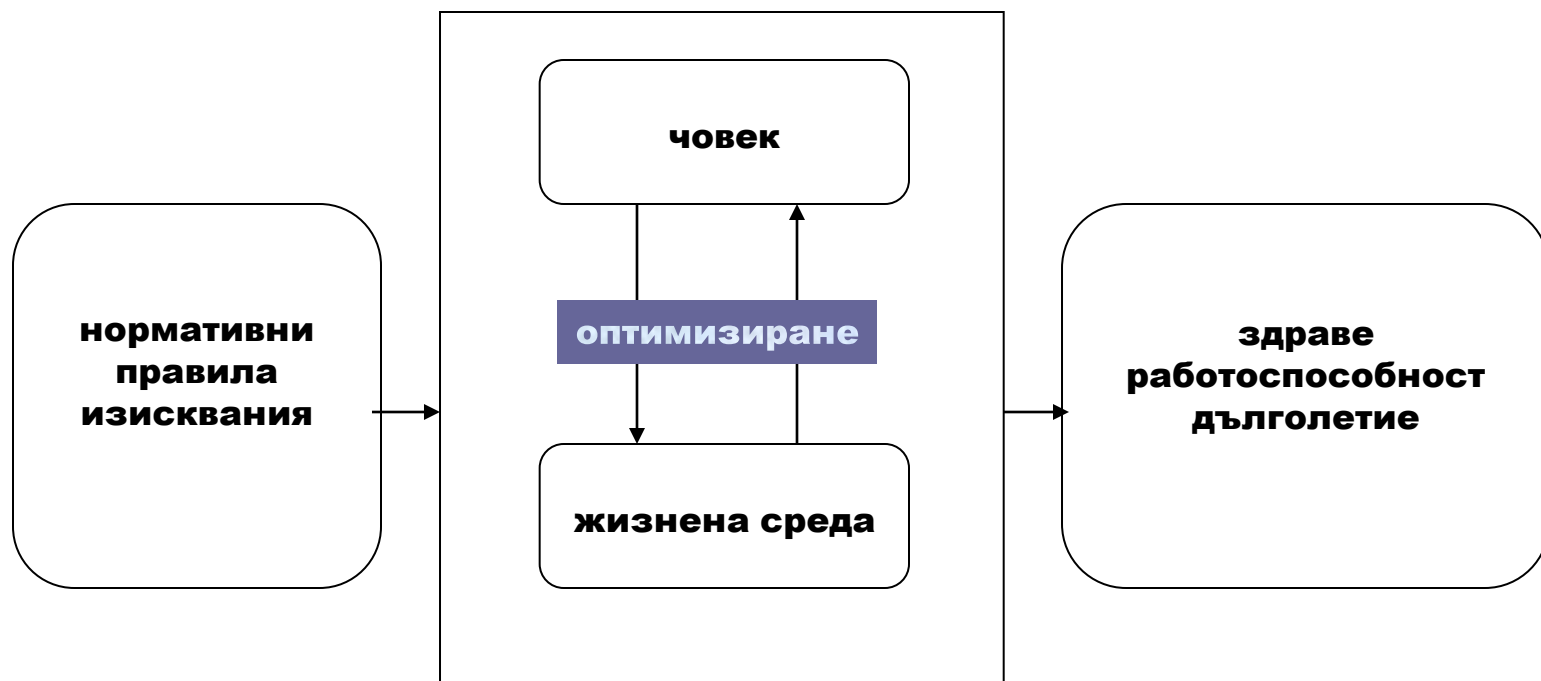 нормативни
правила
изисквания
човек
оптимизиране
жизнена среда
здраве
работоспособност
дълголетие